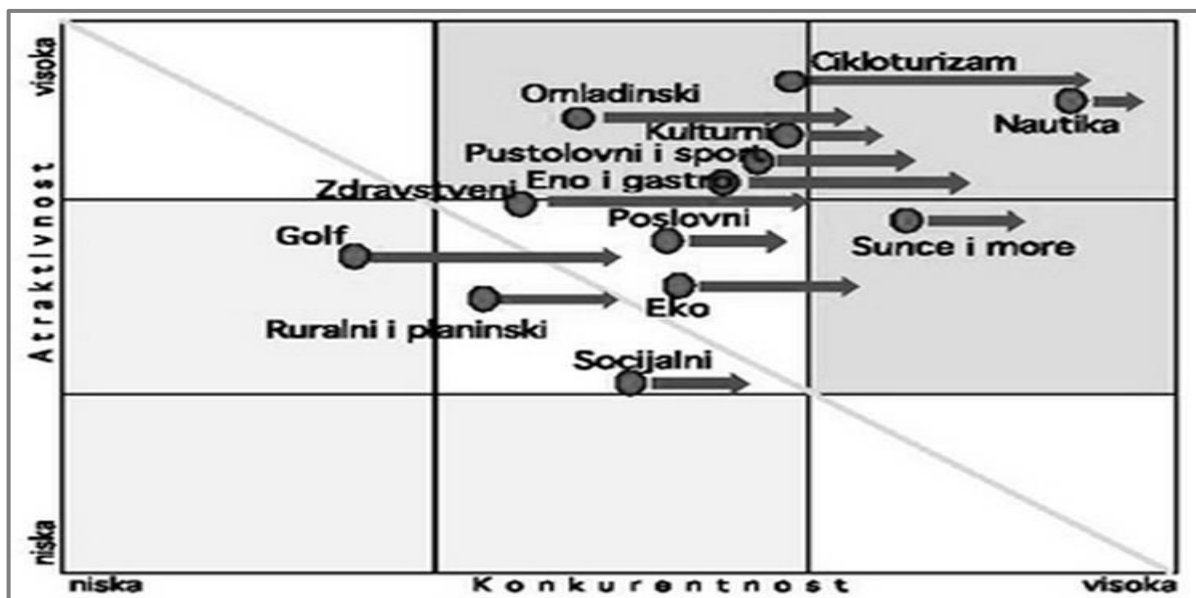 visoka
Atraktivnost
niska
Cikloturizam
Omladinski
Nautika
Kulturni
Pustolovni i sport
Eno i gastro
Zdravstveni
Poslovni
Golf
Sunce i more
Eko
Ruralni i planinski
Socijalni
niska
Konkurentnost
visoka